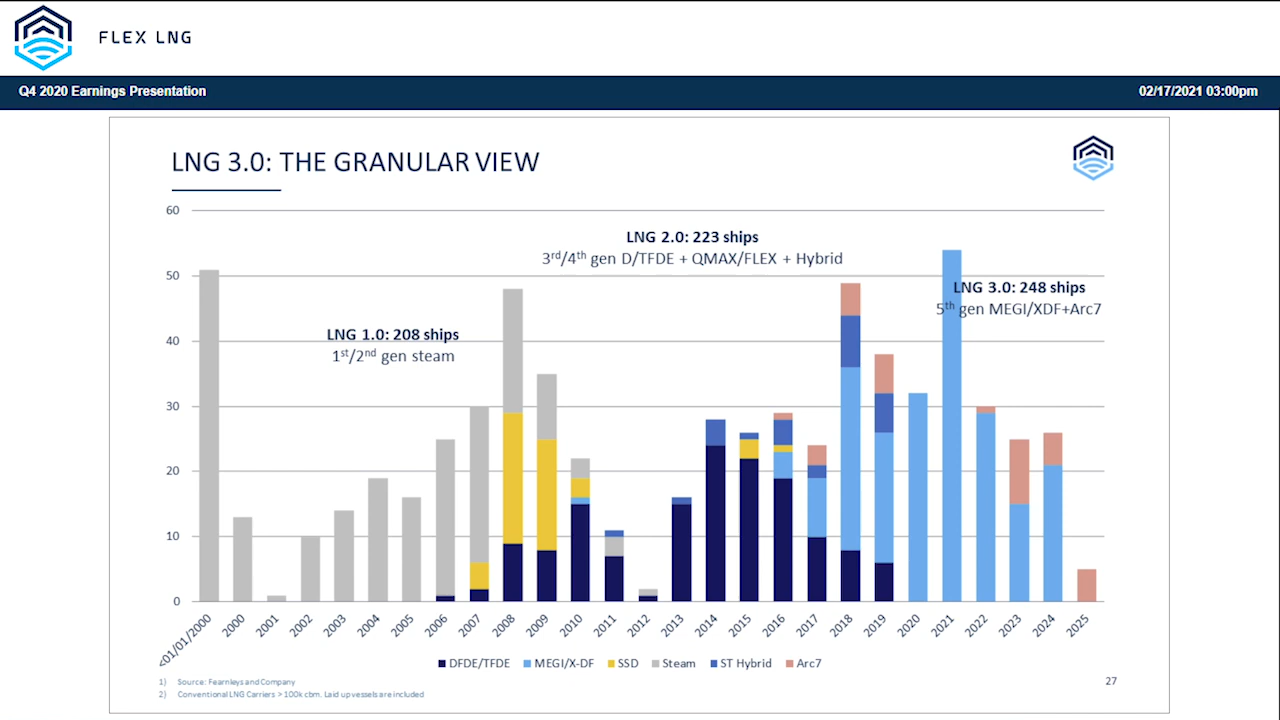 FLEX LNG
Q4 2020 Earnings Presentation
02/17/2021 03:00pm
LNG 3.0: THE GRANULAR VIEW
60
50
40
30
20
10
0
LNG 1.0: 208 ships
1st/2nd gen steam
LNG 2.0: 223 ships
3rd/4th gen D/TFDE + QMAX/FLEX + Hybrid
LNG 3.0: 248 ships
5th gen MEGI/XDF+Arc7
<01/01/2000 2000 2001 2002 2003 2004 2005 2006 2007 2008 2009 2010 2011 2012 2013 2014 2015 2016 2017 2018 2019 2020 2021 2022 2023 2024 2025
DFDE/TFDE MEGI/X-DF SSD Steam ST Hybrid Arc7
1) Source: Fearnleys and Company
2) Conventional LNG Carriers > 100k cbm. Laid up vessels are included
27